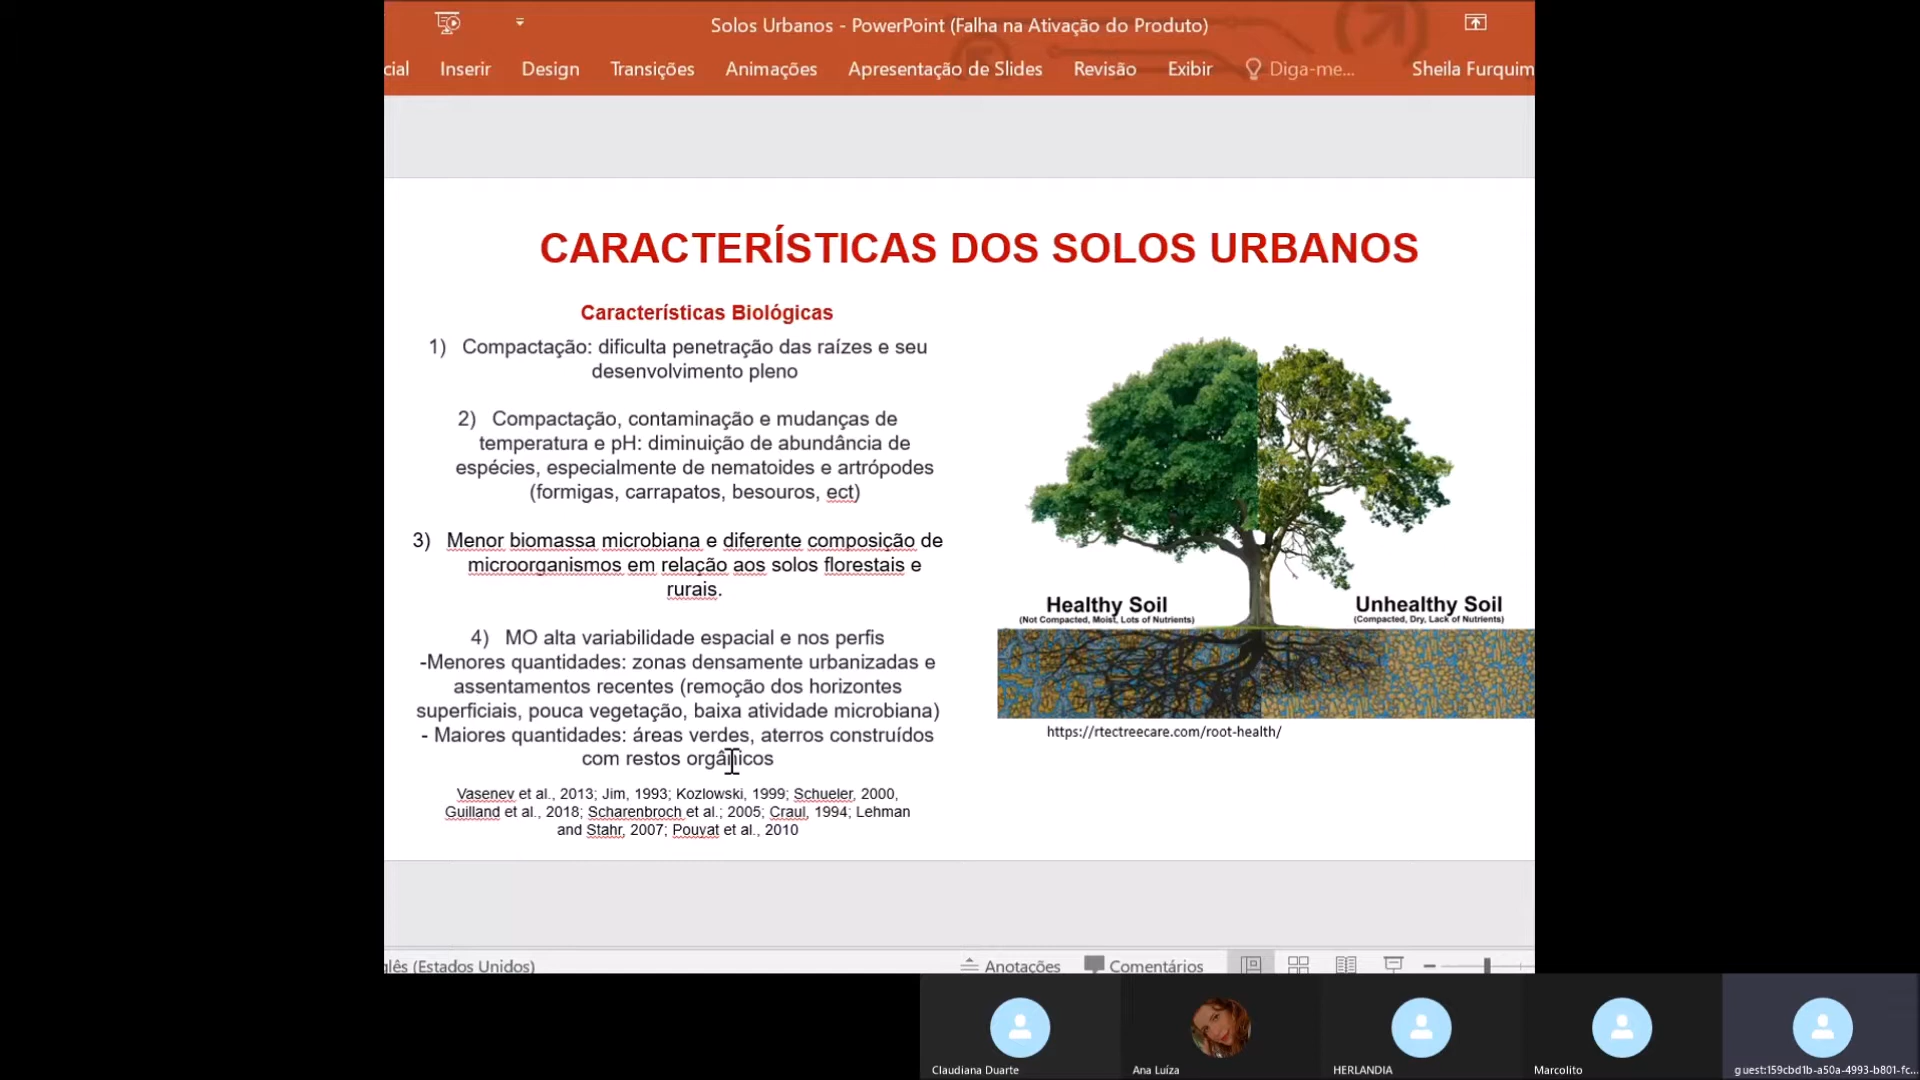 Solos Urbanos - PowerPoint (Falha na Ativação do Produto)
cial Inserir Design Transições Animações Apresentação de Slides Revisão Exibir Diga-me... Sheila Furquim
CARACTERÍSTICAS DOS SOLOS URBANOS
Características Biológicas
1) Compactação: dificulta penetração das raízes e seu
desenvolvimento pleno
2) Compactação, contaminação e mudanças de
temperatura e pH: diminuição de abundância de
espécies, especialmente de nematoides e artrópodes
(formigas, carrapatos, besouros, ect)
3) Menor biomassa microbiana e diferente composição de
microorganismos em relação aos solos florestais e
rurais.
4) MO alta variabilidade espacial e nos perfis
-Menores quantidades: zonas densamente urbanizadas e
assentamentos recentes (remoção dos horizontes
superficiais, pouca vegetação, baixa atividade microbiana)
- Maiores quantidades: áreas verdes, aterros construídos
com restos orgânicos
Vasenev et al., 2013; Jim, 1993; Kozlowski, 1999; Schueler, 2000,
Guilland et al., 2018; Scharenbroch et al.; 2005; Craul, 1994; Lehman
and Stahr, 2007; Pouyat et al., 2010
Healthy Soil
(Not Compacted, Moist, Lots of Nutrients)
Unhealthy Soil
(Compacted, Dry, Lack of Nutrients)
https://rtectreecare.com/root-health/
glês (Estados Unidos) Anotações Comentários
Claudiana Duarte
Ana Luíza
HERLANDIA
Marcolito
guest:159cbd1b-a50a-4993-b801-fc...